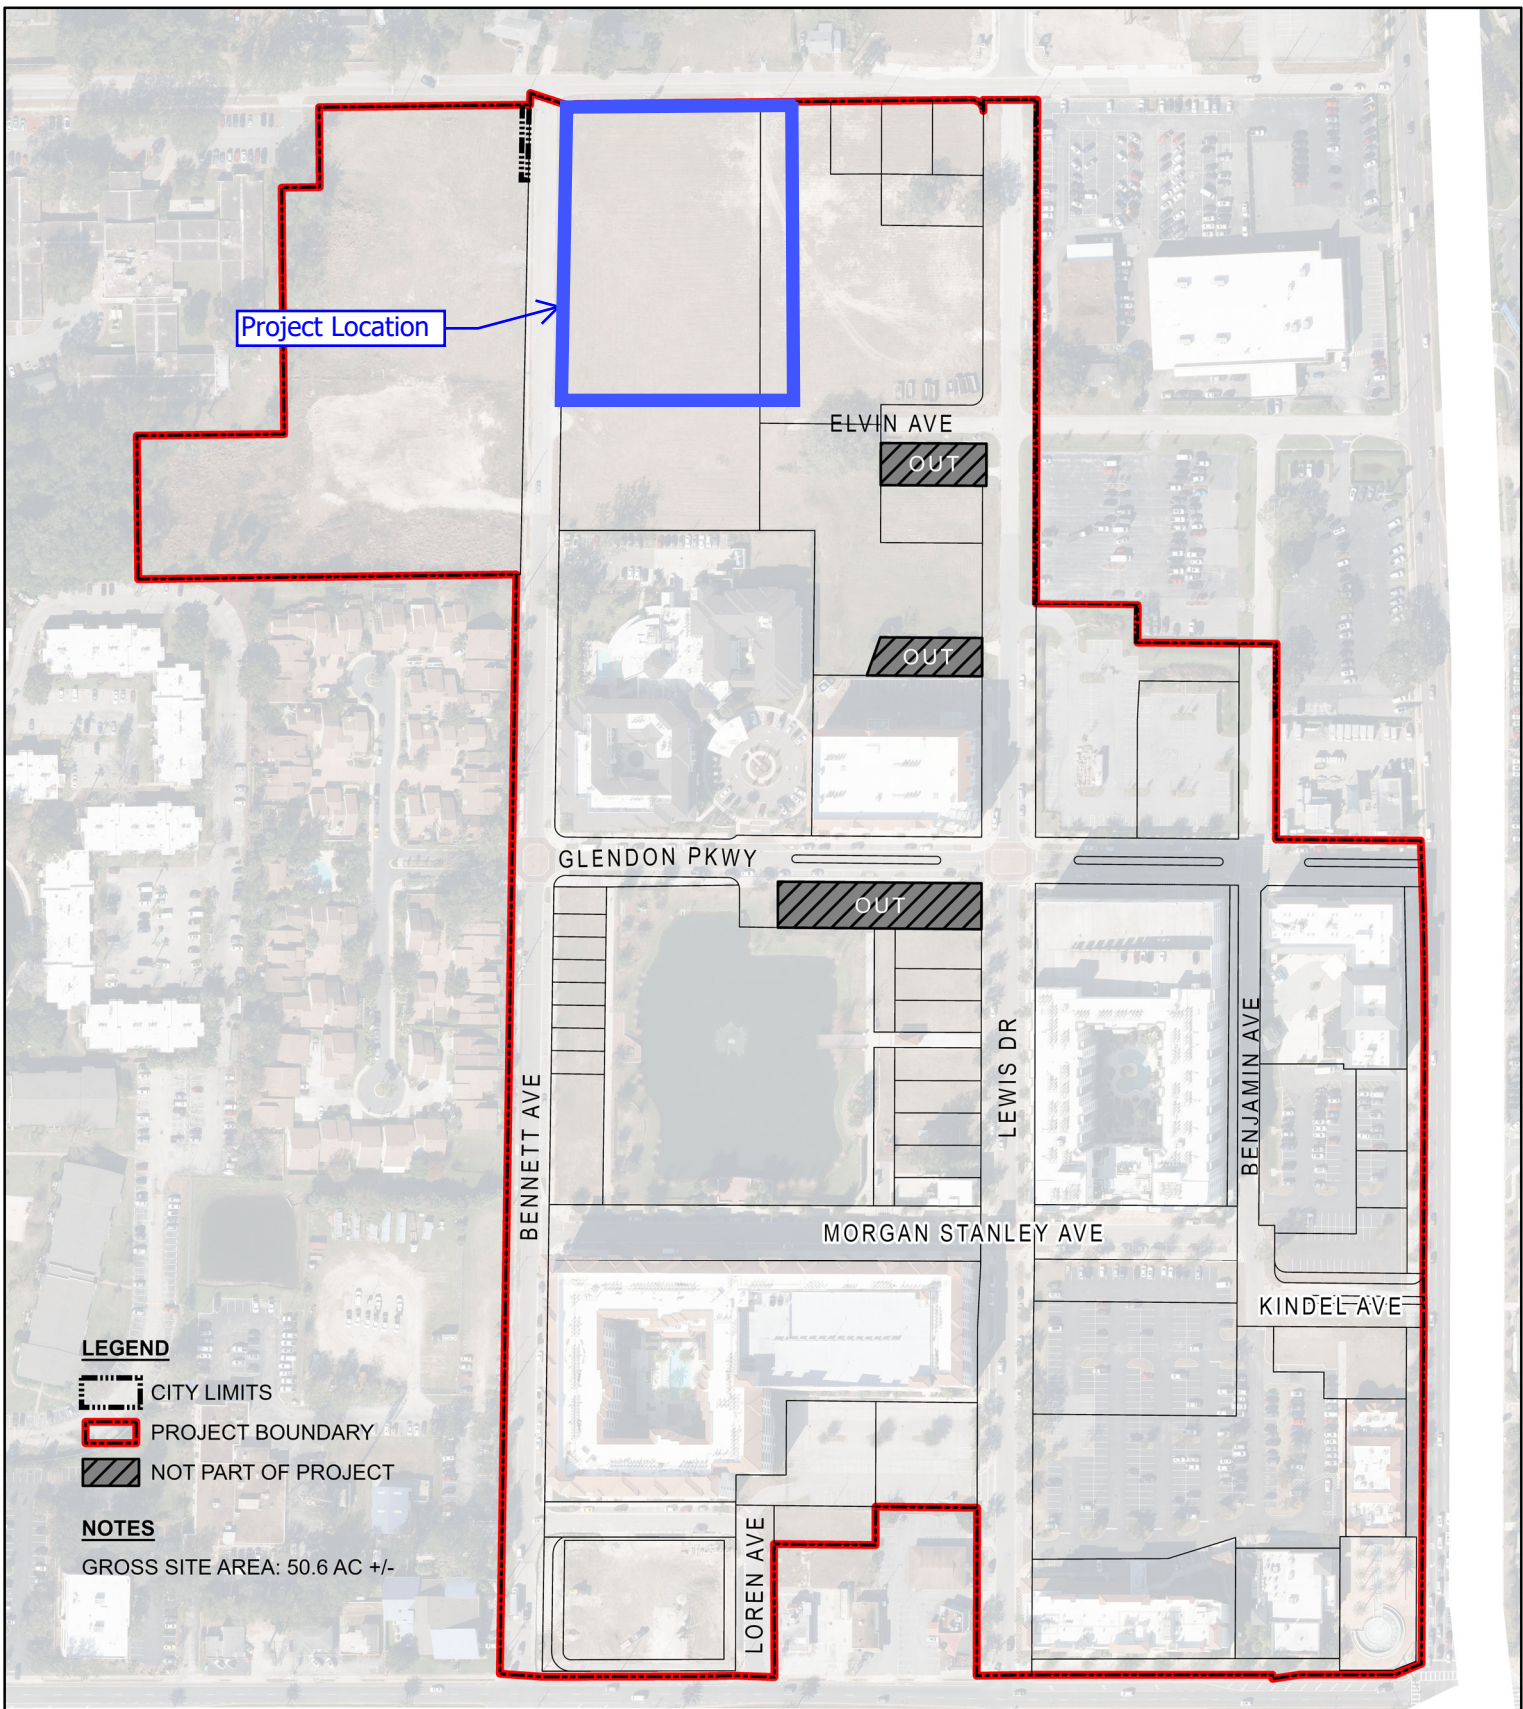 Project Location
ELVIN AVE
OUT
OUT
GLENDON PKWY
OUT
LEWIS DR
BENJAMIN AVE
BENNETT AVE
MORGAN STANLEY AVE
KINDEL AVE
LEGEND
CITY LIMITS
PROJECT BOUNDARY
NOT PART OF PROJECT
NOTES
GROSS SITE AREA: 50.6 AC +/-
LOREN AVE